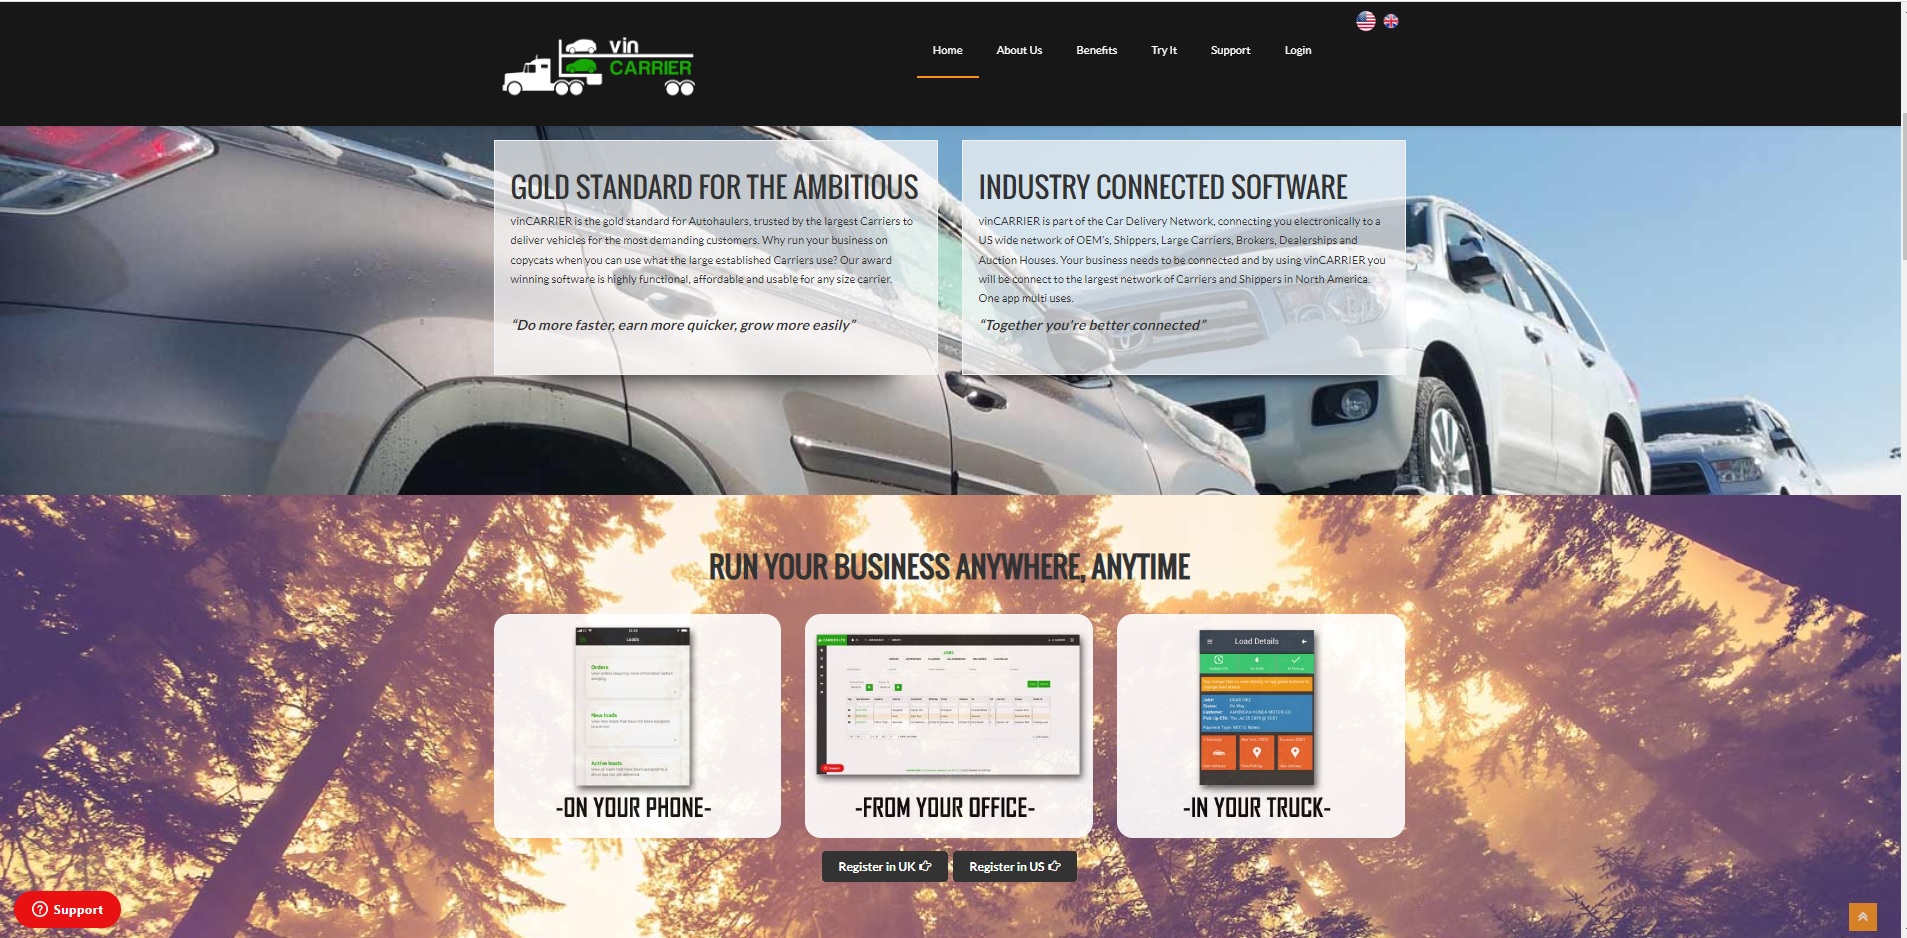 vin
CARRIER
Home
About Us
Benefits
Try It
Support
Login
GOLD STANDARD FOR THE AMBITIOUS
vinCARRIER is the gold standard for Autohaulers, trusted by the largest Carriers to
deliver vehicles for the most demanding customers. Why run your business on
copycats when you can use what the large established Carriers use? Our award
winning software is highly functional, affordable and usable for any size carrier.
“Do more faster, earn more quicker, grow more easily”
INDUSTRY CONNECTED SOFTWARE
vinCARRIER is part of the Car Delivery Network, connecting you electronically to a
US wide network of OEM's, Shippers, Large Carriers, Brokers, Dealerships and
Auction Houses. Your business needs to be connected and by using vinCARRIER you
will be connect to the largest network of Carriers and Shippers in North America.
One app multi uses.
“Together you're better connected”
RUN YOUR BUSINESS ANYWHERE, ANYTIME
Loads
Orders
New loads
Active loads
-ON YOUR PHONE-
JOBS
Support
-FROM YOUR OFFICE-
Load Details
-IN YOUR TRUCK-
Register in UK
Register in US
Support